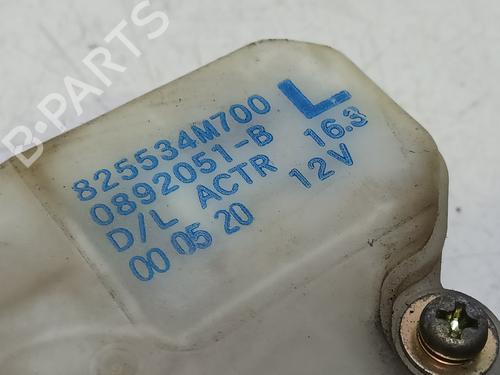 B-PARTS
825534M700 L
0892051-B 16.3
D/L ACTR 12V
00 05 20